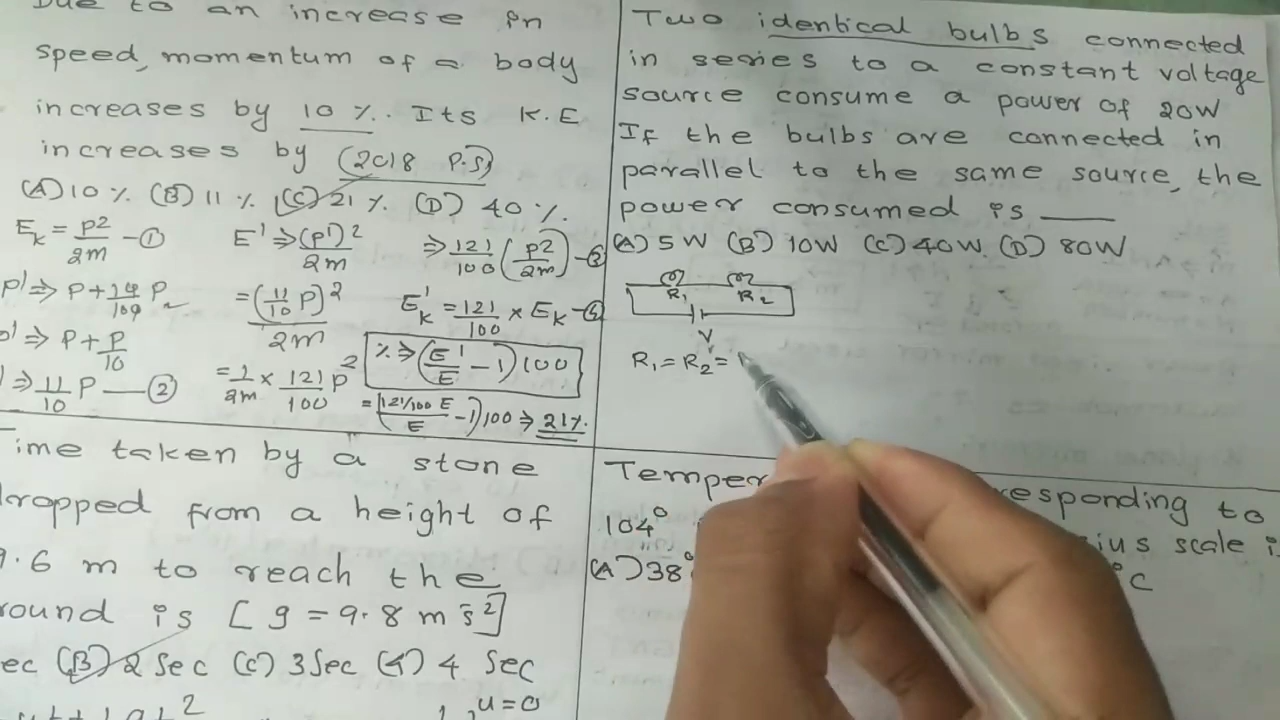 Due to an increase in
speed, momentum of a body
increases by 10 %. Its K.E
increases by (2018 P.S)
(A) 10 % (B) 11 % (C) 21 % (D) 40 %.
E_k = p2/2m - ①
E' ⇒ (p')2/2m
⇒ 121/100 (p2/2m) - ③
p' ⇒ P + 10/100 P
= (11/10 P)2/2m
E'k = 121/100 × Ek - ④
⇒ P + P/10
⇒ 11/10 P — ②
= 1/2m × 121/100 p2
% ⇒ (E'/E - 1) 100
= (121/100 E/E - 1) 100 ⇒ 21%.
Time taken by a stone
dropped from a height of
9.6 m to reach the
round is [g = 9.8 m s̄2]
ec (B) 2 Sec (C) 3 Sec (4) 4 Sec
u=0
Two identical bulbs connected
in series to a constant voltage
source consume a power of 20W
If the bulbs are connected in
parallel to the same source, the
power consumed is ____
(A) 5 W (B) 10W (C) 40W (D) 80W
R1 R2
V
R1 = R2 =
Temper responding to
104° ius scale i
(A) 38° °C